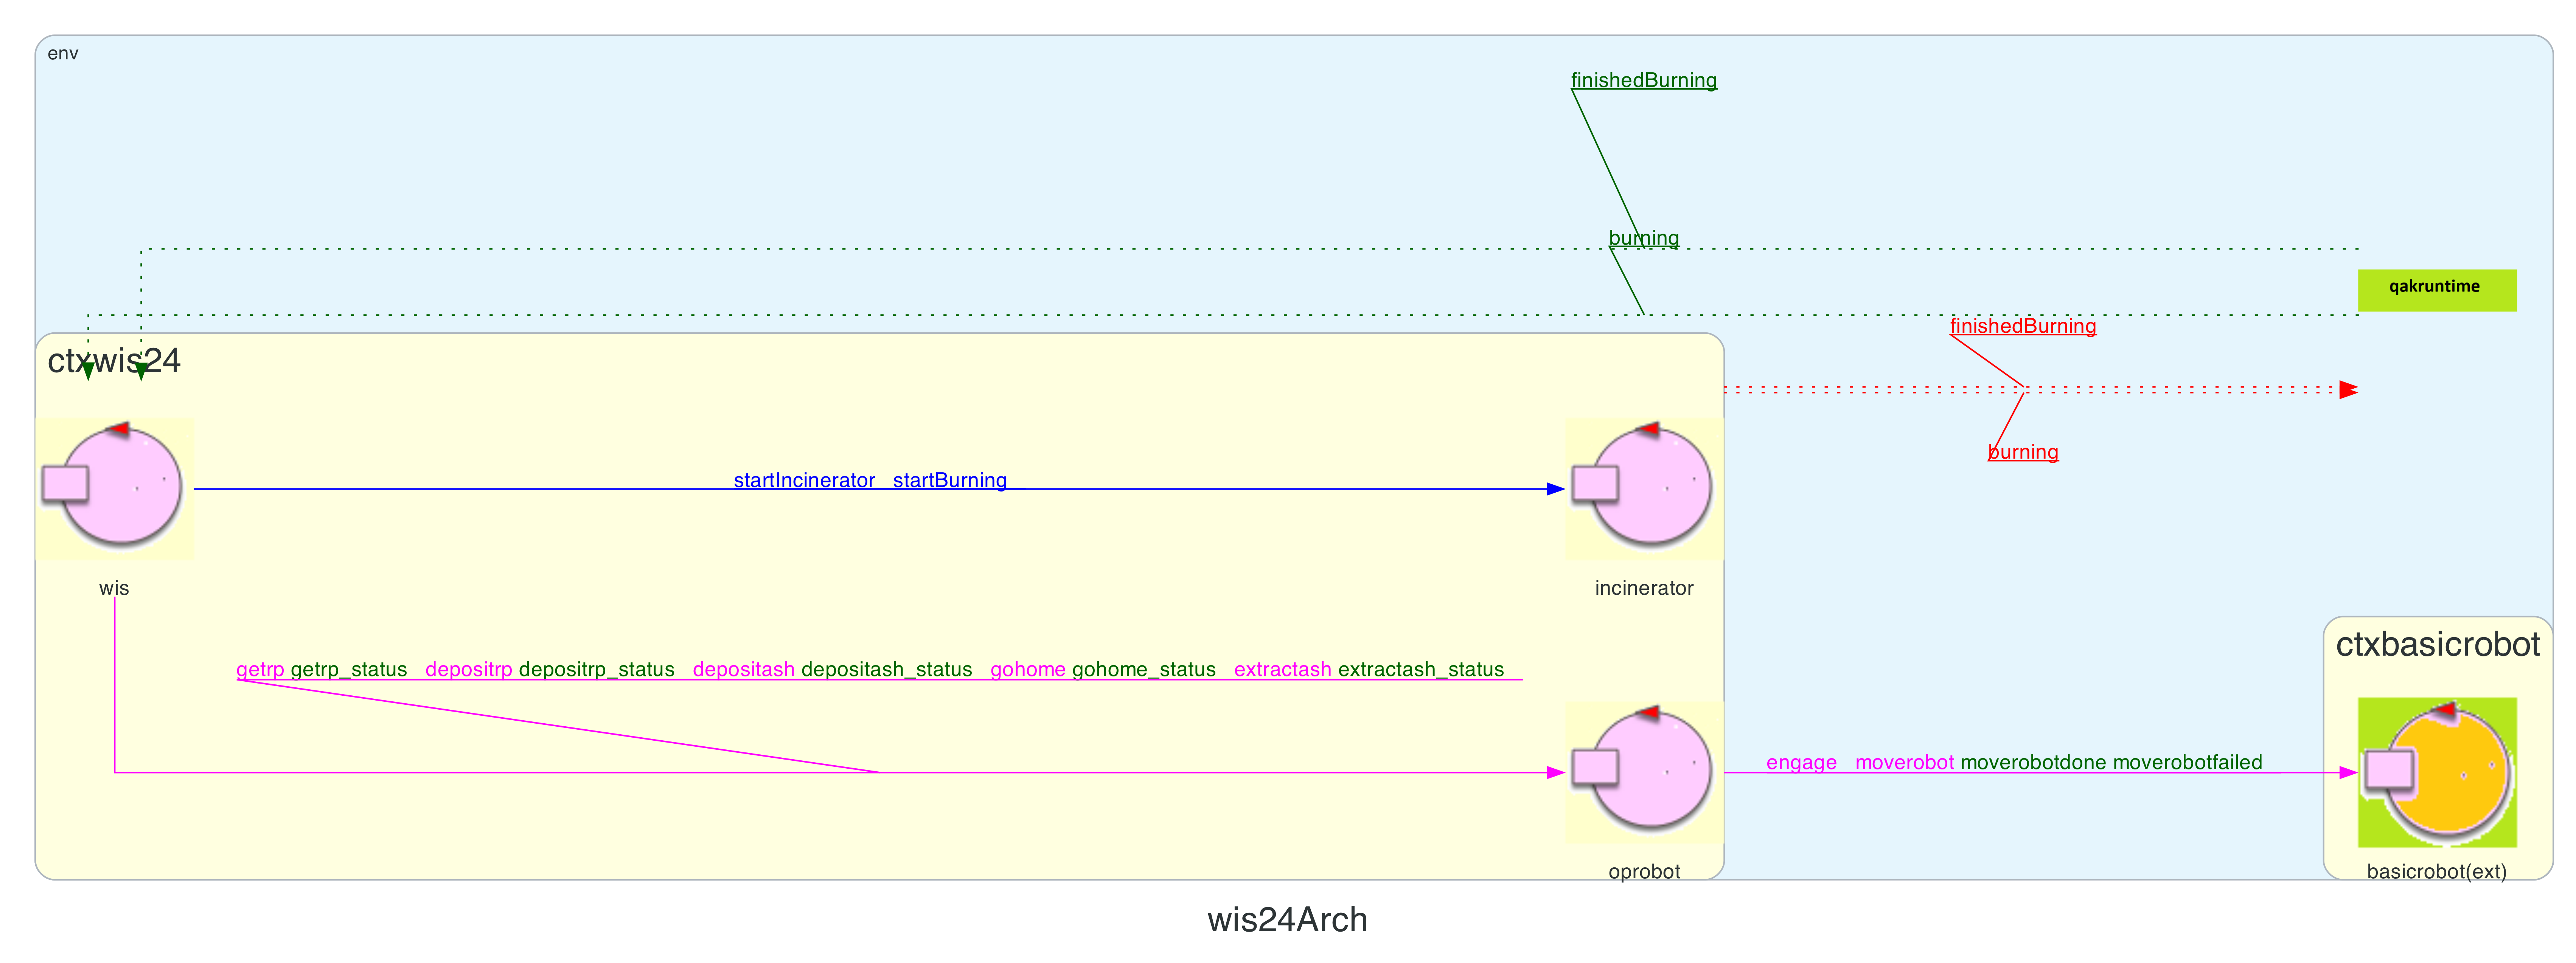 env
finishedBurning
burning
qakruntime
finishedBurning
ctxwis24
burning
startIncinerator startBurning
wis
incinerator
ctxbasicrobot
getrp getrp_status depositrp depositrp_status depositash depositash_status gohome gohome_status extractash extractash_status
engage moverobot moverobotdone moverobotfailed
oprobot
basicrobot(ext)
wis24Arch